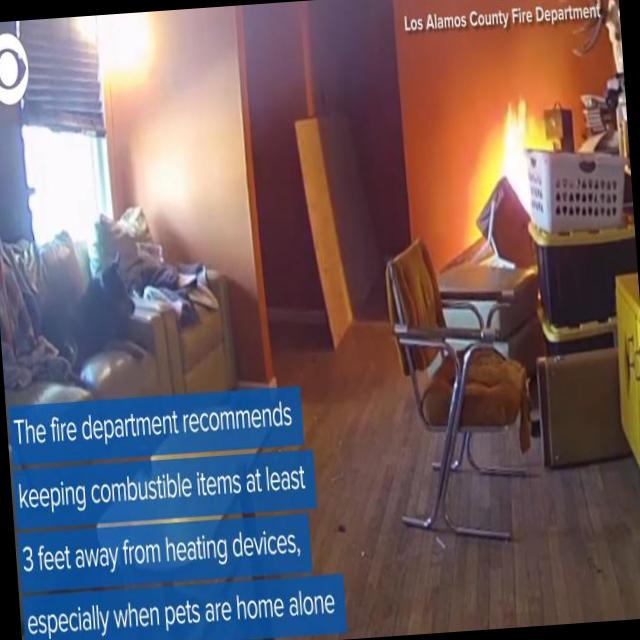 Los Alamos County Fire Department
The fire department recommends
keeping combustible items at least
3 feet away from heating devices,
especially when pets are home alone